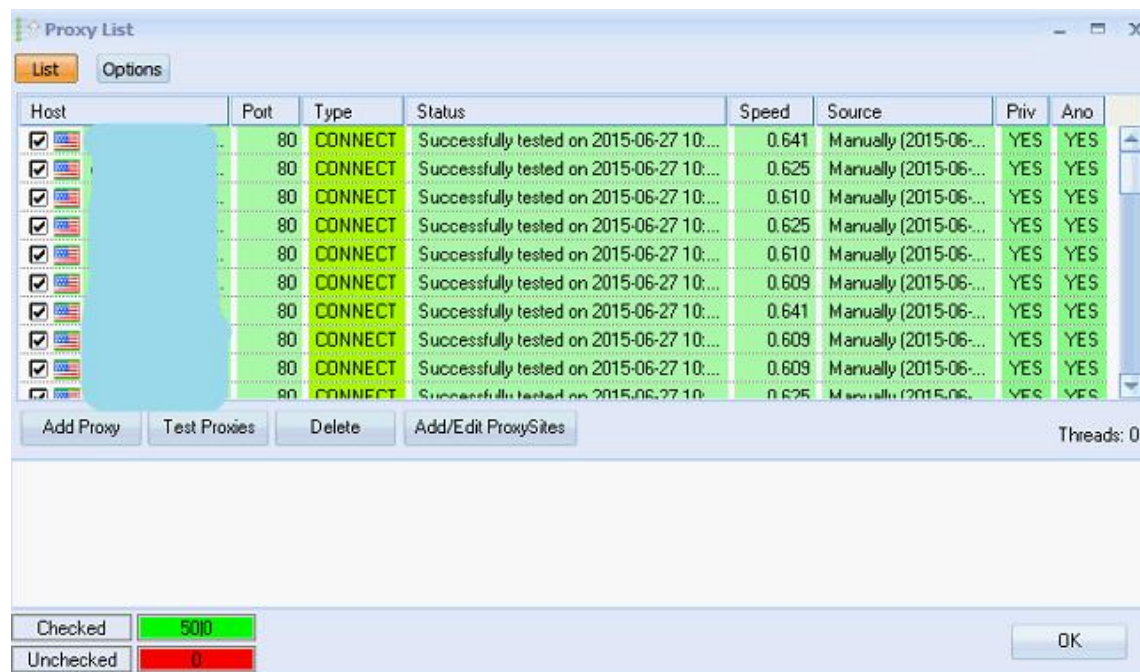 Proxy List
List Options
Host Port Type Status Speed Source Priv Ano
... 80 CONNECT Successfully tested on 2015-06-27 10:... 0.641 Manually (2015-06-... YES YES
. 80 CONNECT Successfully tested on 2015-06-27 10:... 0.625 Manually (2015-06-... YES YES
. 80 CONNECT Successfully tested on 2015-06-27 10:... 0.610 Manually (2015-06-... YES YES
. 80 CONNECT Successfully tested on 2015-06-27 10:... 0.625 Manually (2015-06-... YES YES
. 80 CONNECT Successfully tested on 2015-06-27 10:... 0.610 Manually (2015-06-... YES YES
. 80 CONNECT Successfully tested on 2015-06-27 10:... 0.609 Manually (2015-06-... YES YES
. 80 CONNECT Successfully tested on 2015-06-27 10:... 0.641 Manually (2015-06-... YES YES
80 CONNECT Successfully tested on 2015-06-27 10:... 0.609 Manually (2015-06-... YES YES
80 CONNECT Successfully tested on 2015-06-27 10:... 0.609 Manually (2015-06-... YES YES
80 CONNECT Successfully tested on 2015-06-27 10: 0.625 Manually (2015-06- YES YES
Add Proxy Test Proxies Delete Add/Edit ProxySites Threads: 0
Checked 50|0
Unchecked 0
OK